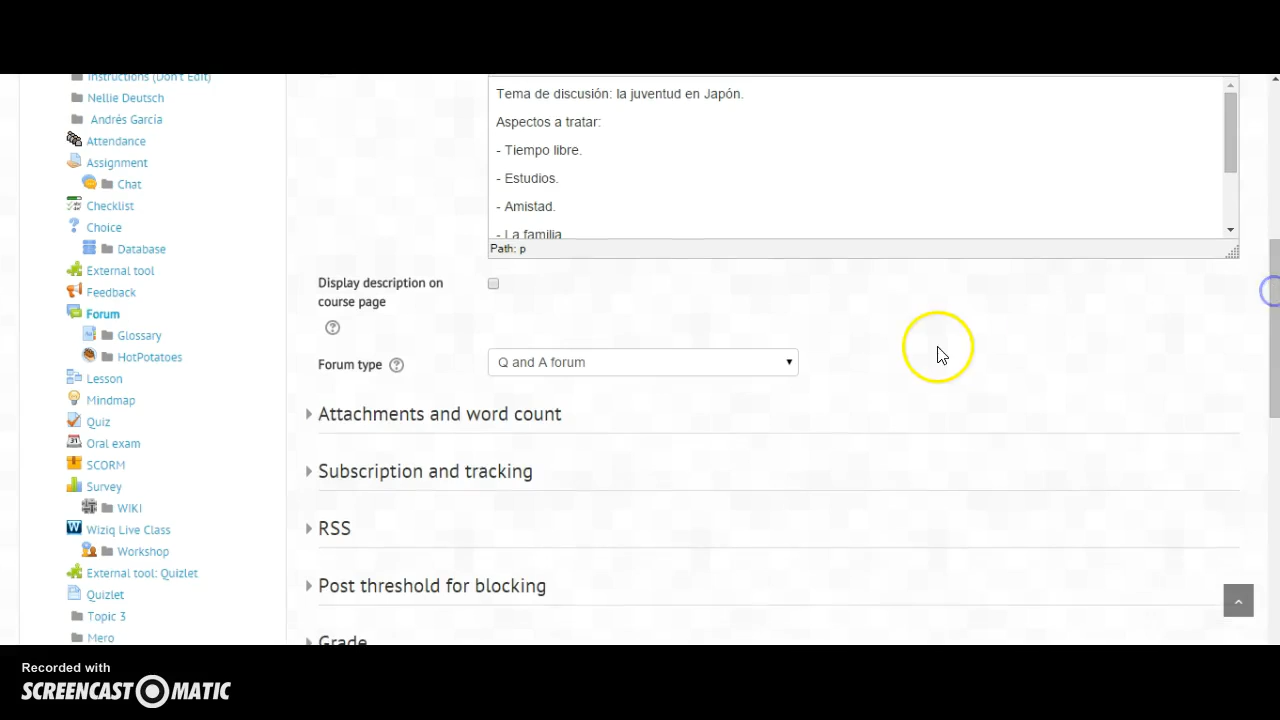 Instructions (Don't Edit)
Nellie Deutsch
Andrés García
Attendance
Assignment
Chat
Checklist
Choice
Database
External tool
Feedback
Forum
Glossary
HotPotatoes
Lesson
Mindmap
Quiz
Oral exam
SCORM
Survey
WIKI
Wiziq Live Class
Workshop
External tool: Quizlet
Quizlet
Topic 3
Mero
Tema de discusión: la juventud en Japón.
Aspectos a tratar:
- Tiempo libre.
- Estudios.
- Amistad.
- La familia
Path: p
Display description on
course page
Forum type
Q and A forum
Attachments and word count
Subscription and tracking
RSS
Post threshold for blocking
Grade
Recorded with
SCREENCAST-O-MATIC